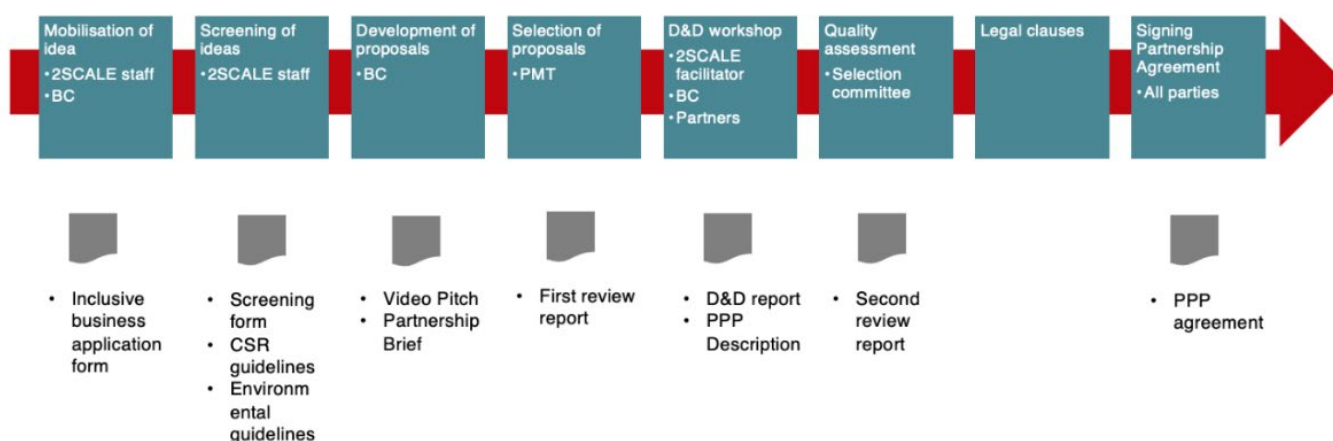 Mobilisation of
idea
•2SCALE staff
•BC
Screening of
ideas
•2SCALE staff
Development of
proposals
•BC
Selection of
proposals
•PMT
D&D workshop
•2SCALE
facilitator
•BC
•Partners
Quality
assessment
•Selection
committee
Legal clauses
Signing
Partnership
Agreement
•All parties
• Inclusive
business
application
form
• Screening
form
• CSR
guidelines
• Environm
ental
guidelines
• Video Pitch
• Partnership
Brief
• First review
report
• D&D report
• PPP
Description
• Second
review
report
• PPP
agreement